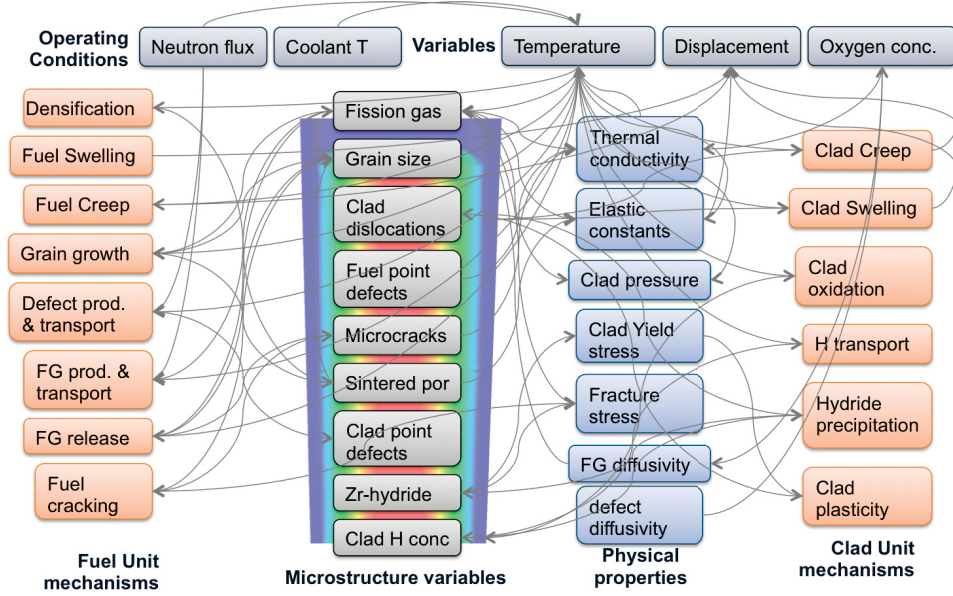 Operating
Conditions
Neutron flux
Coolant T
Variables
Temperature
Displacement
Oxygen conc.
Densification
Fuel Swelling
Fuel Creep
Grain growth
Defect prod.
& transport
FG prod. &
transport
FG release
Fuel
cracking
Fuel Unit
mechanisms
Fission gas
Grain size
Clad
dislocations
Fuel point
defects
Microcracks
Sintered por
Clad point
defects
Zr-hydride
Clad H conc
Microstructure variables
Thermal
conductivity
Elastic
constants
Clad pressure
Clad Yield
stress
Fracture
stress
FG diffusivity
defect
diffusivity
Physical
properties
Clad Creep
Clad Swelling
Clad
oxidation
H transport
Hydride
precipitation
Clad
plasticity
Clad Unit
mechanisms